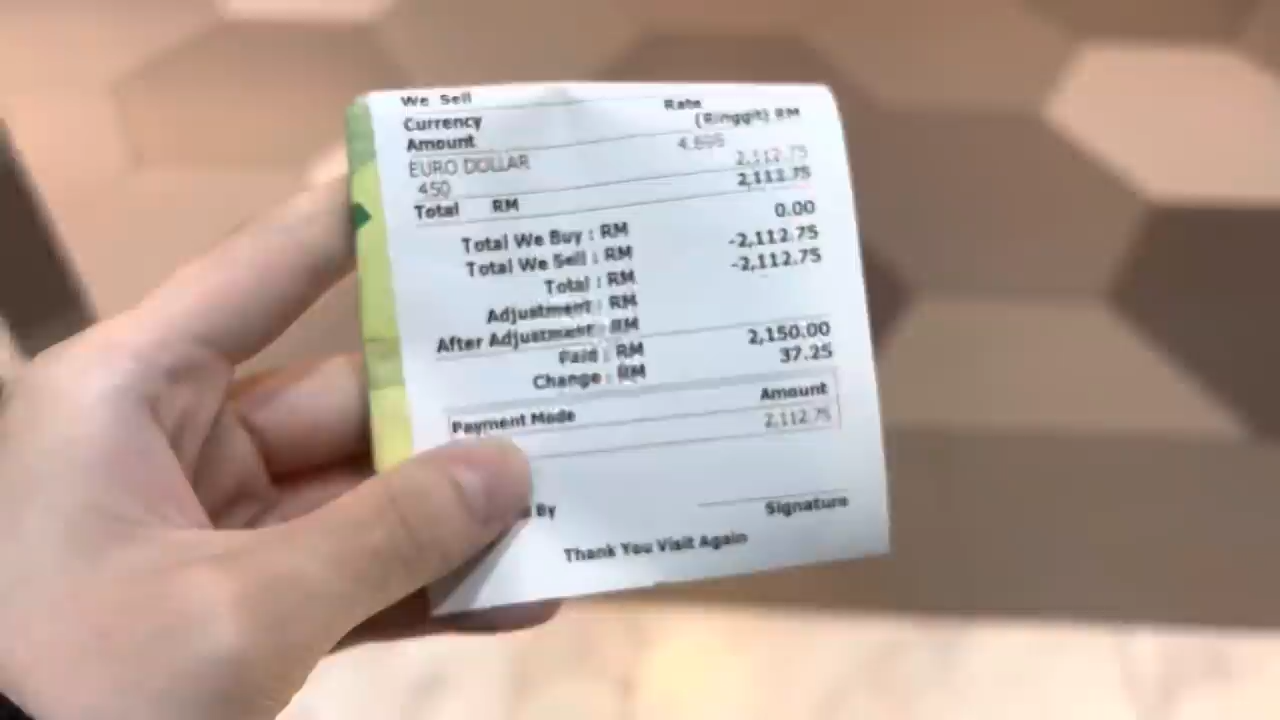 We Sell
Currency Rate (Ringgit) RM
Amount
EURO DOLLAR 4.695 2,112.75
450
Total RM 2,112.75
Total We Buy : RM 0.00
Total We Sell : RM -2,112.75
Total : RM -2,112.75
Adjustment : RM
After Adjustment : RM
Paid : RM 2,150.00
Change : RM 37.25
Payment Mode Amount
2,112.75
By Signature
Thank You Visit Again